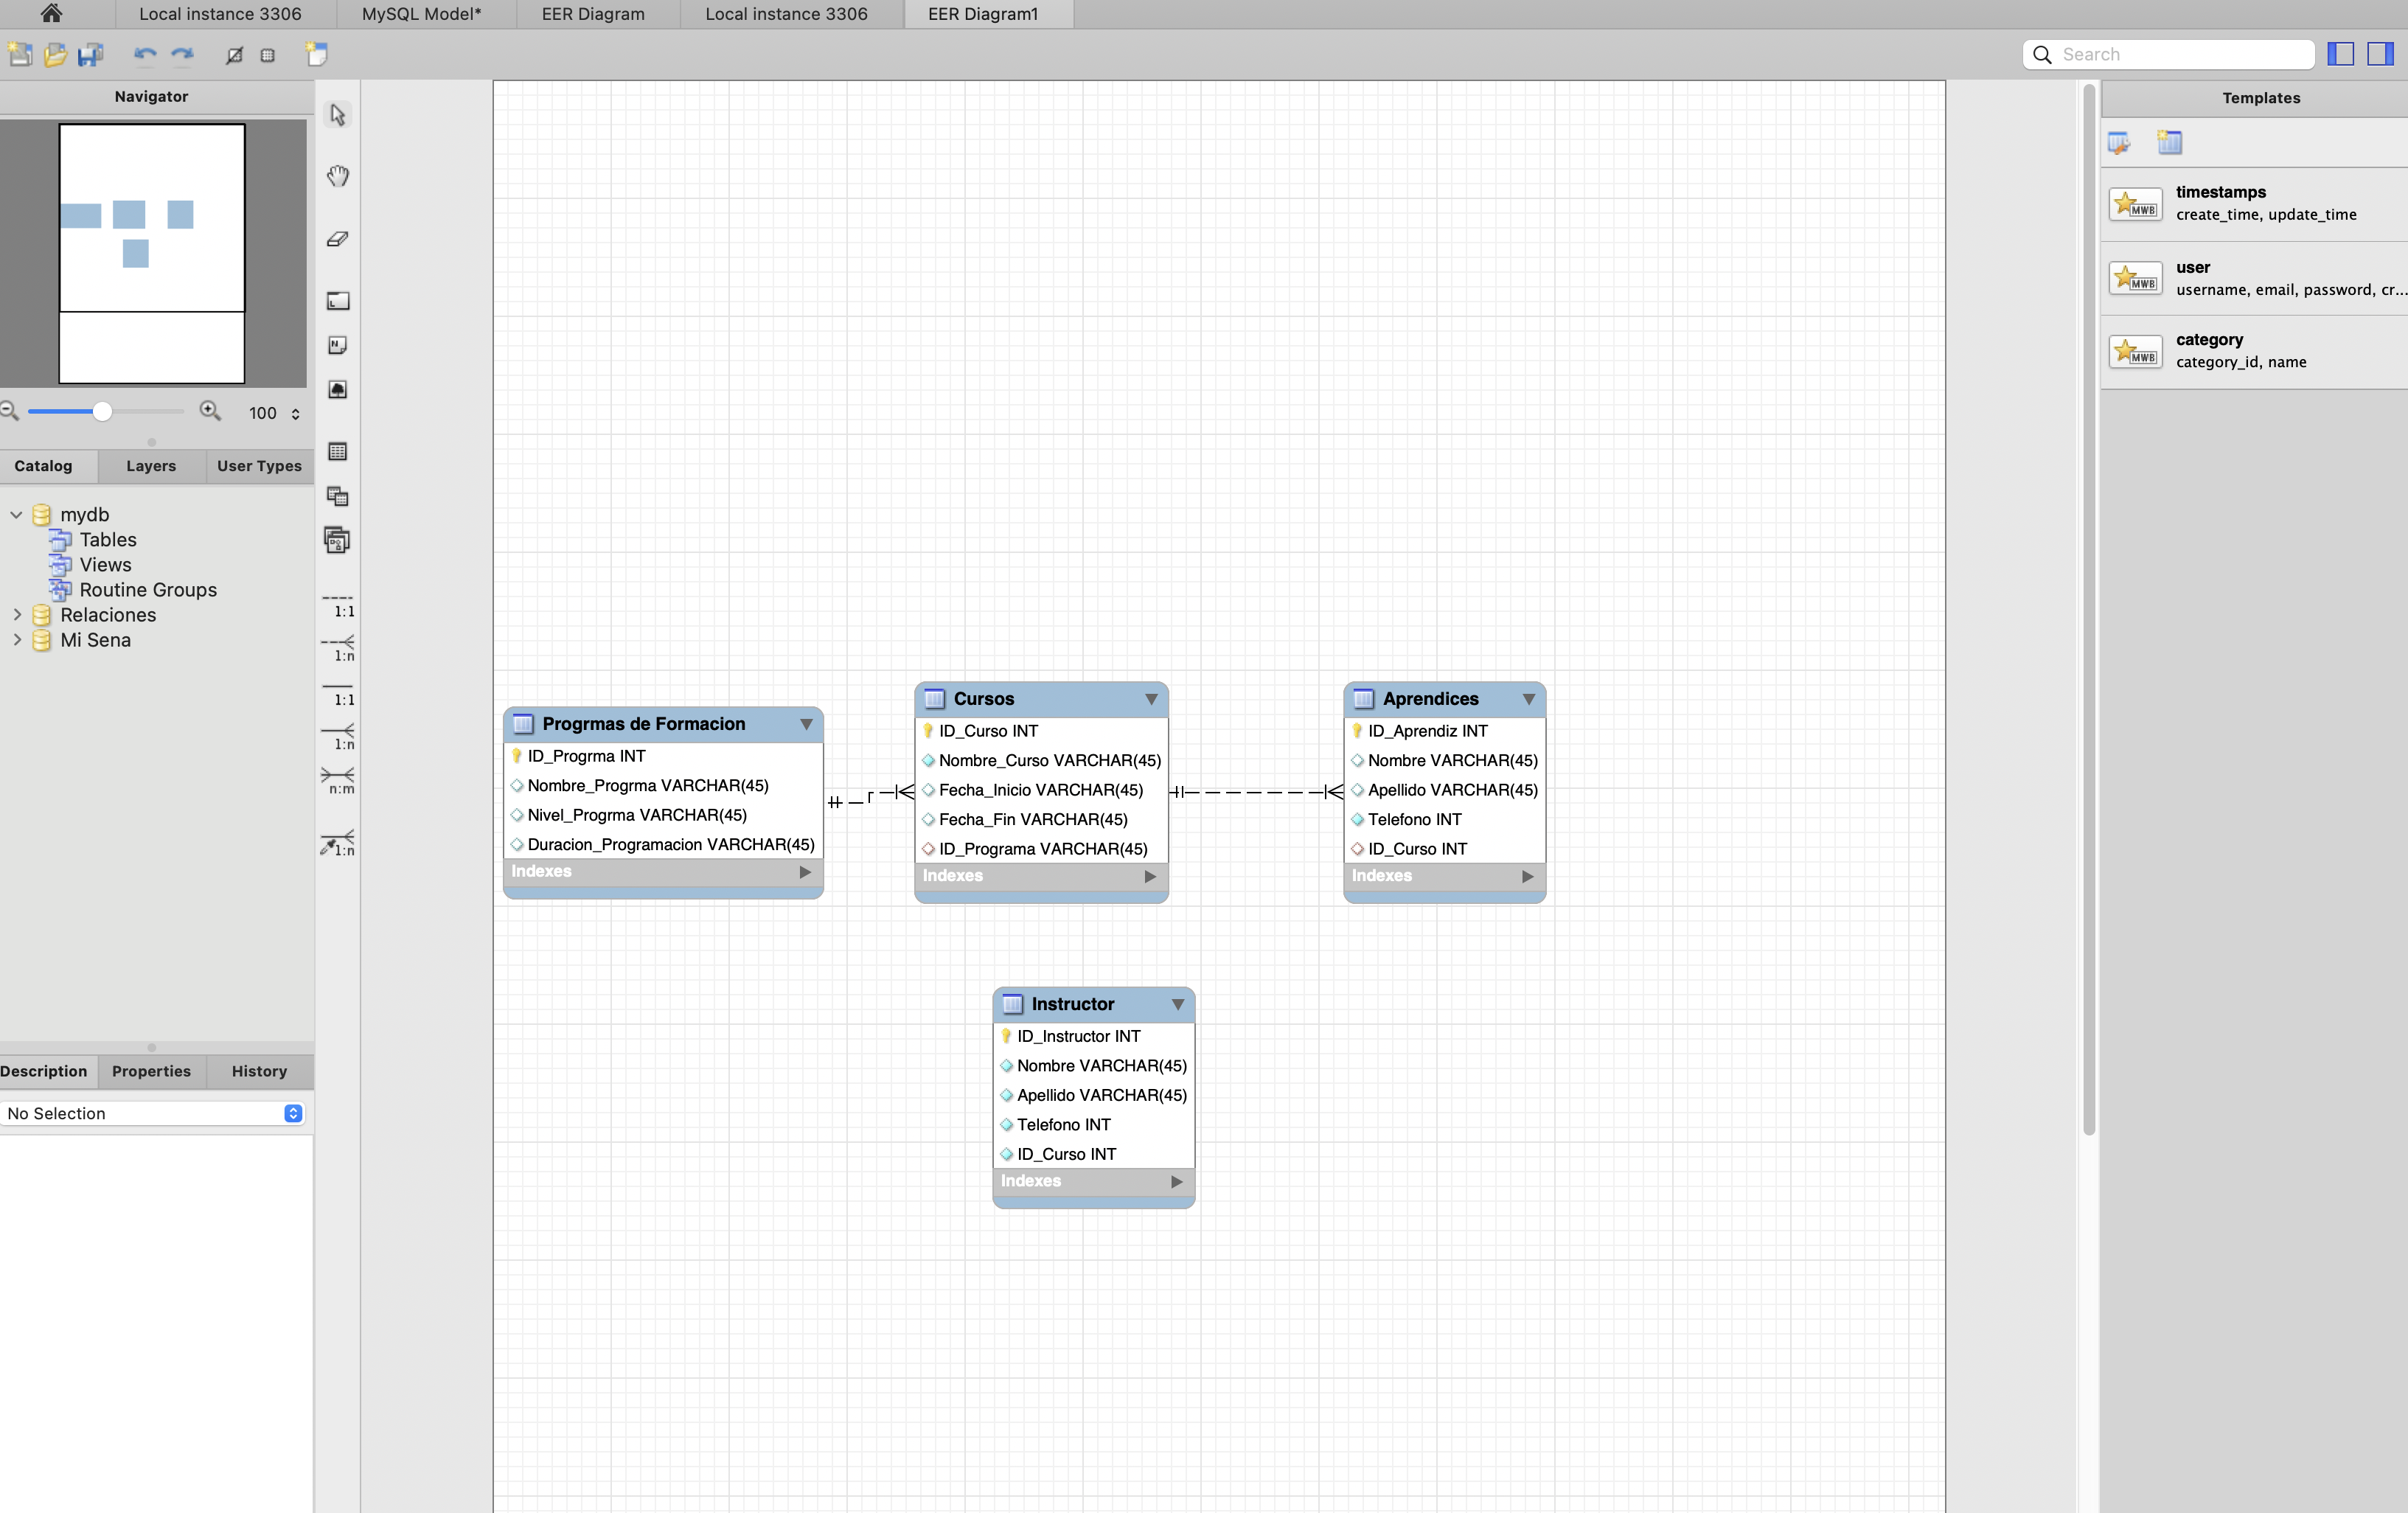 Local instance 3306
MySQL Model*
EER Diagram
Local instance 3306
EER Diagram1
Search
Navigator
100
Catalog
Layers
User Types
mydb
Tables
Views
Routine Groups
Relaciones
Mi Sena
Description
Properties
History
No Selection
1:1
1:n
1:1
1:n
n:m
1:n
Progrmas de Formacion
ID_Progrma INT
Nombre_Progrma VARCHAR(45)
Nivel_Progrma VARCHAR(45)
Duracion_Programacion VARCHAR(45)
Indexes
Cursos
ID_Curso INT
Nombre_Curso VARCHAR(45)
Fecha_Inicio VARCHAR(45)
Fecha_Fin VARCHAR(45)
ID_Programa VARCHAR(45)
Indexes
Aprendices
ID_Aprendiz INT
Nombre VARCHAR(45)
Apellido VARCHAR(45)
Telefono INT
ID_Curso INT
Indexes
Instructor
ID_Instructor INT
Nombre VARCHAR(45)
Apellido VARCHAR(45)
Telefono INT
ID_Curso INT
Indexes
Templates
MWB
timestamps
create_time, update_time
MWB
user
username, email, password, cr...
MWB
category
category_id, name